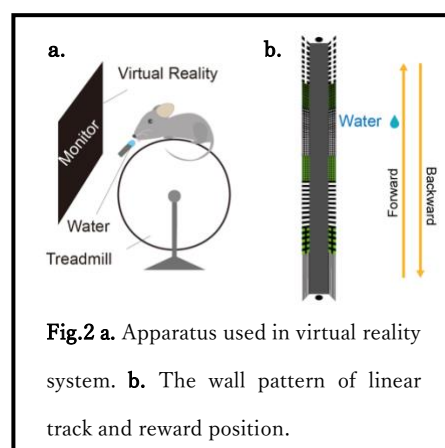 a.
Virtual Reality
Monitor
Water
Treadmill
b.
Water
Forward
Backward
Fig.2 a. Apparatus used in virtual reality
system. b. The wall pattern of linear
track and reward position.